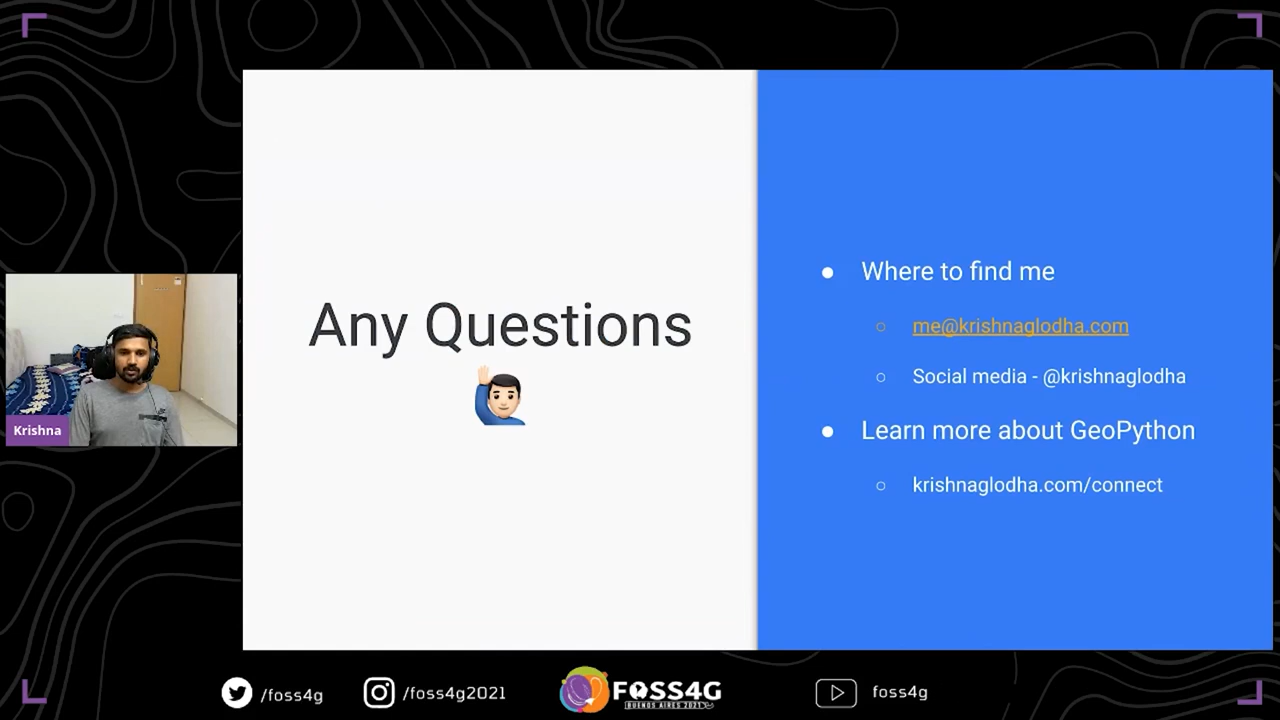 Any Questions
Where to find me
me@krishnaglodha.com
Social media - @krishnaglodha
Learn more about GeoPython
krishnaglodha.com/connect
Krishna
/foss4g
/foss4g2021
FOSS4G
BUENOS AIRES 2021
foss4g